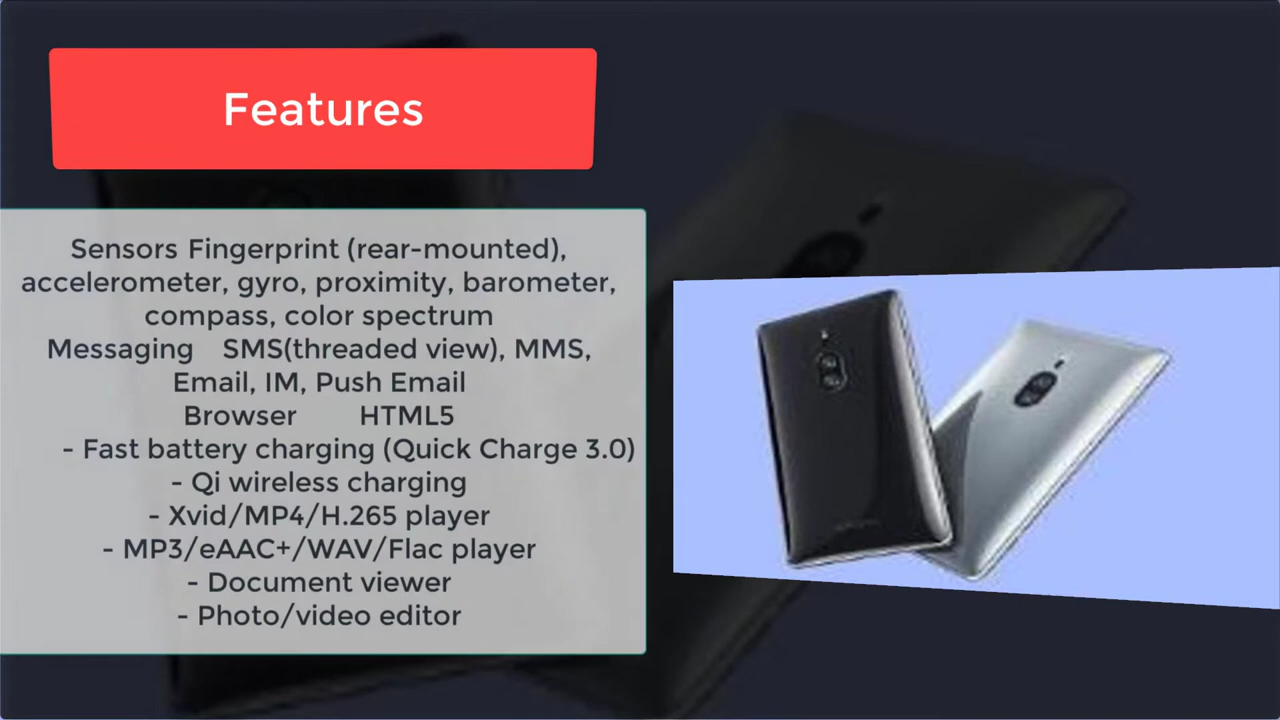 Features
Sensors Fingerprint (rear-mounted),
accelerometer, gyro, proximity, barometer,
compass, color spectrum
Messaging SMS(threaded view), MMS,
Email, IM, Push Email
Browser HTML5
- Fast battery charging (Quick Charge 3.0)
- Qi wireless charging
- Xvid/MP4/H.265 player
- MP3/eAAC+/WAV/Flac player
- Document viewer
- Photo/video editor